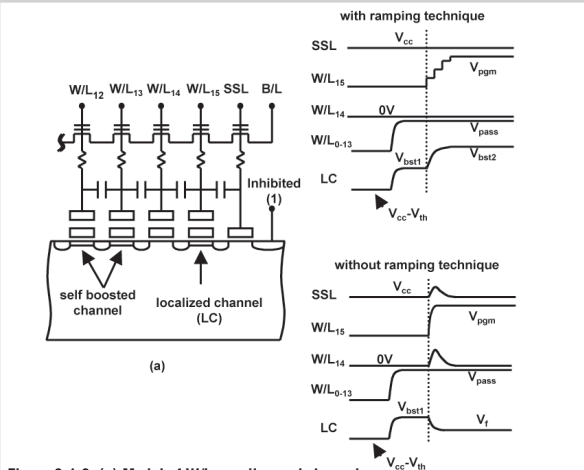 with ramping technique
SSL Vcc
W/L15 Vpgm
W/L14 0V
W/L0-13 Vpass
LC Vbst1 Vbst2
Vcc-Vth
W/L12 W/L13 W/L14 W/L15 SSL B/L
Inhibited
(1)
self boosted
channel
localized channel
(LC)
(a)
without ramping technique
SSL Vcc
W/L15 Vpgm
W/L14 0V
W/L0-13 Vpass
LC Vbst1 Vf
Vcc-Vth